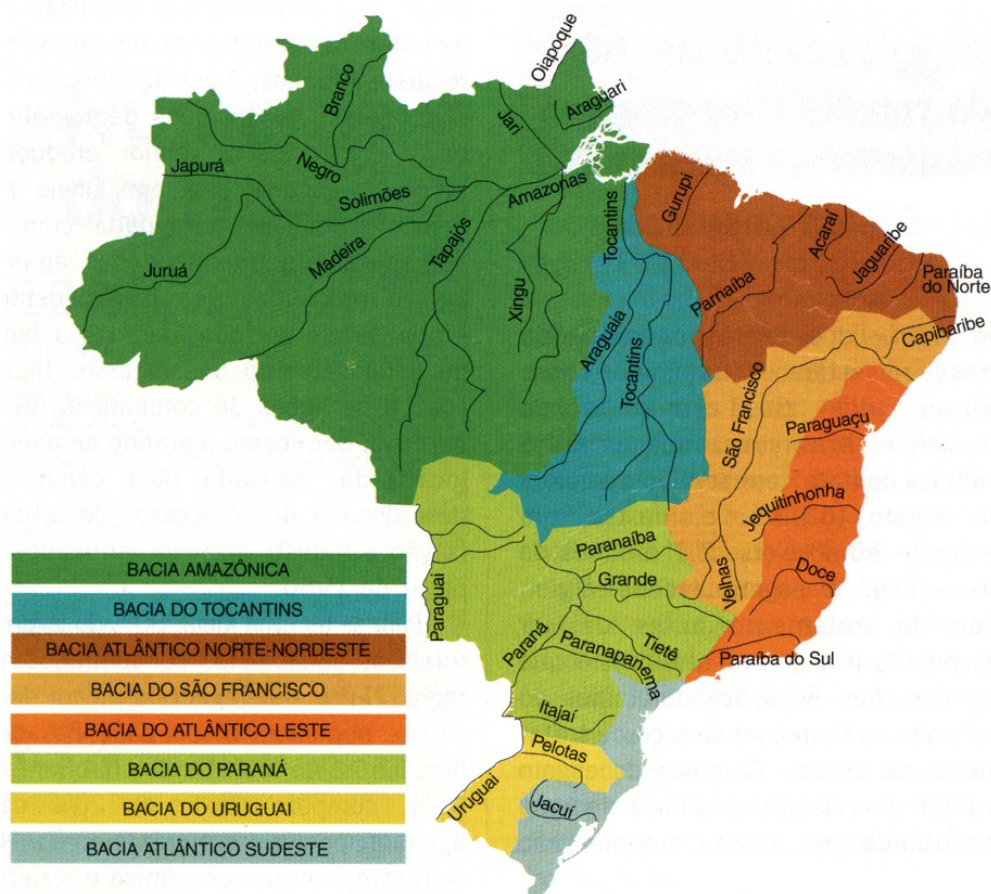 Oiapoque
Branco
Araguari
Jari
Japurá
Negro
Solimões
Amazonas
Gurupi
Tocantins
Açaraí
Jaguaribe
Madeira
Tapajós
Juruá
Xingu
Parnaíba
Paraíba
do Norte
Araguaia
Capibaribe
Tocantins
São Francisco
Paraguaçu
Jequitinhonha
Paranaíba
Grande
Velhas
Doce
Paraguai
Paraná
Paranapanema
Tietê
Paraíba do Sul
Itajaí
Pelotas
Uruguai
Jacuí
BACIA AMAZÔNICA
BACIA DO TOCANTINS
BACIA ATLÂNTICO NORTE-NORDESTE
BACIA DO SÃO FRANCISCO
BACIA DO ATLÂNTICO LESTE
BACIA DO PARANÁ
BACIA DO URUGUAI
BACIA ATLÂNTICO SUDESTE